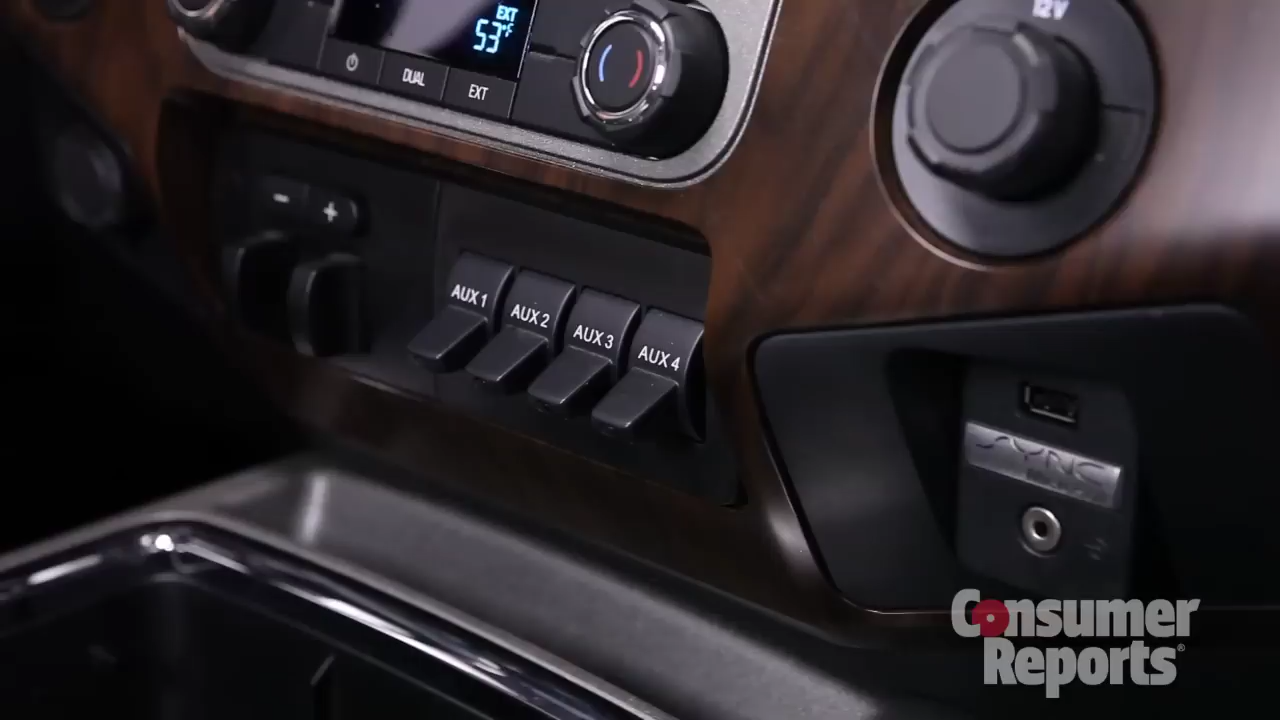 EXT
53°F
DUAL
EXT
12V
- +
AUX 1
AUX 2
AUX 3
AUX 4
SYNC
Consumer
Reports®